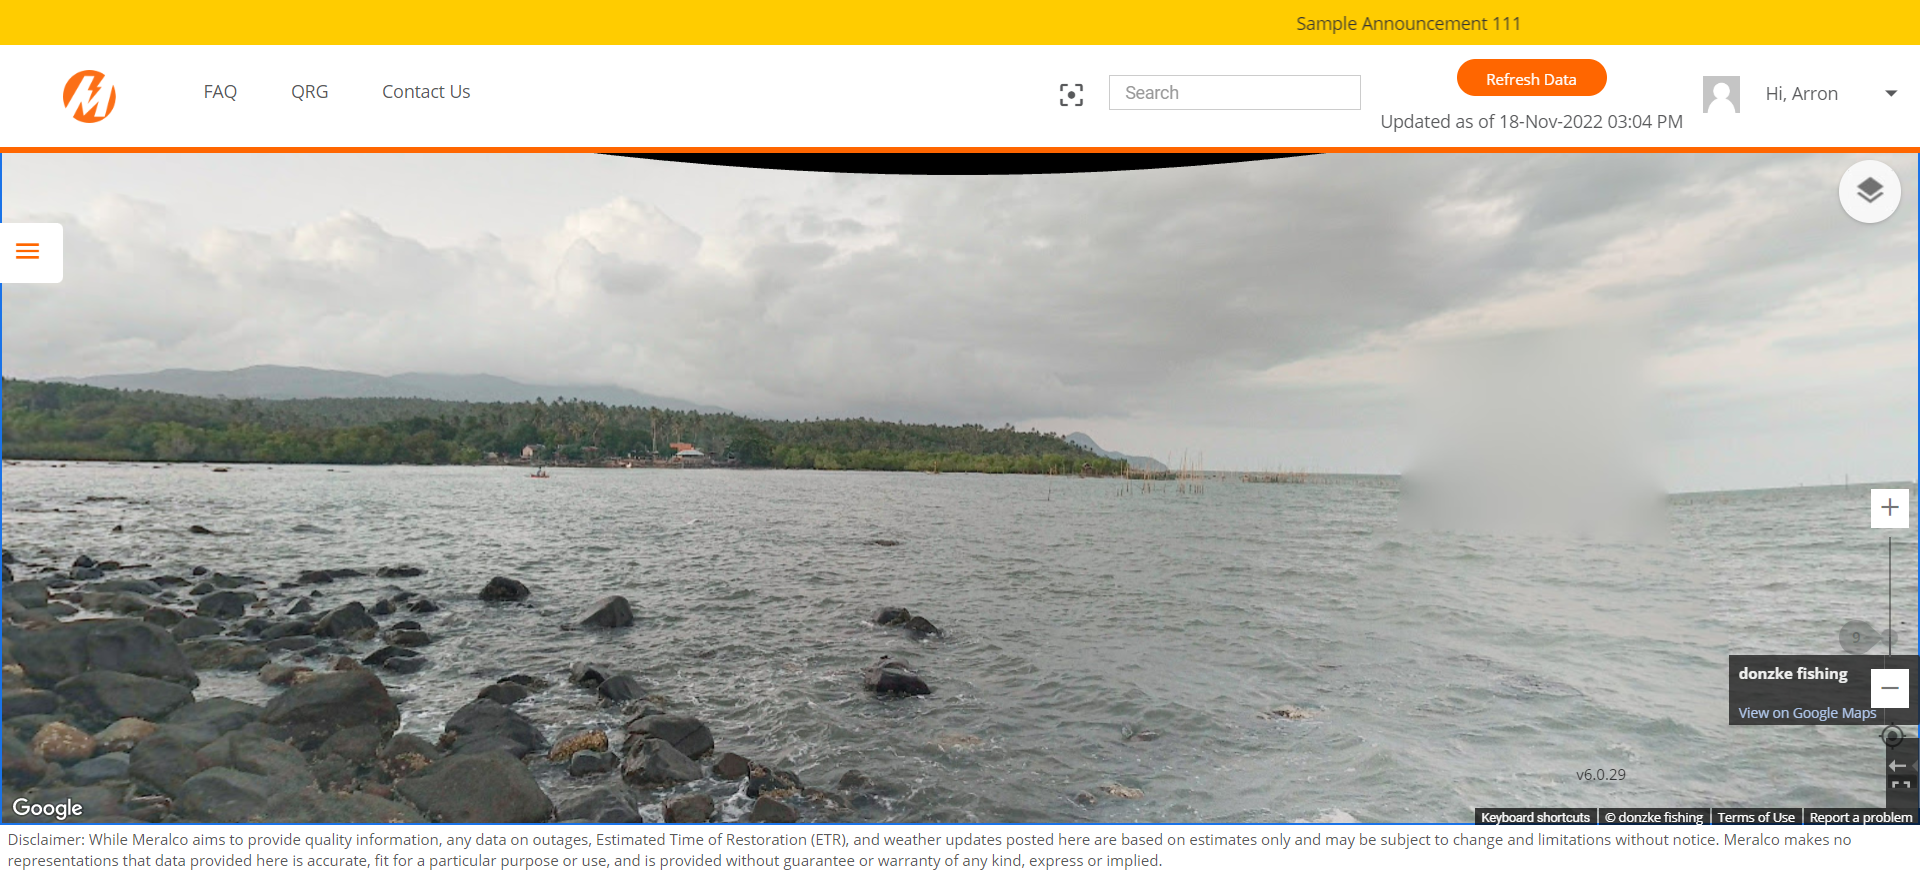 Sample Announcement 111
FAQ
QRG
Contact Us
Search
Refresh Data
Updated as of 18-Nov-2022 03:04 PM
Hi, Arron
9
donzke fishing
View on Google Maps
v6.0.29
Google
Keyboard shortcuts
© donzke fishing
Terms of Use
Report a problem
Disclaimer: While Meralco aims to provide quality information, any data on outages, Estimated Time of Restoration (ETR), and weather updates posted here are based on estimates only and may be subject to change and limitations without notice. Meralco makes no
representations that data provided here is accurate, fit for a particular purpose or use, and is provided without guarantee or warranty of any kind, express or implied.